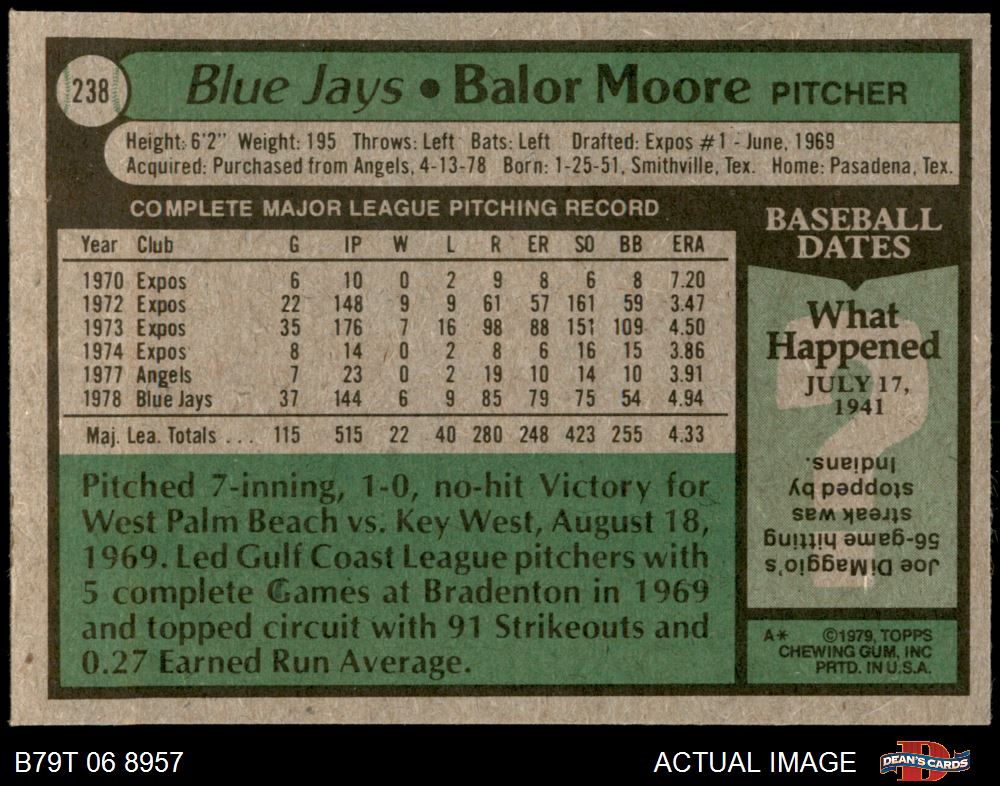 238
Blue Jays • Balor Moore PITCHER
Height: 6'2" Weight: 195 Throws: Left Bats: Left Drafted: Expos #1 - June, 1969
Acquired: Purchased from Angels, 4-13-78 Born: 1-25-51, Smithville, Tex. Home: Pasadena, Tex.
COMPLETE MAJOR LEAGUE PITCHING RECORD
Year Club G IP W L R ER SO BB ERA
1970 Expos 6 10 0 2 9 8 6 8 7.20
1972 Expos 22 148 9 9 61 57 161 59 3.47
1973 Expos 35 176 7 16 98 88 151 109 4.50
1974 Expos 8 14 0 2 8 6 16 15 3.86
1977 Angels 7 23 0 2 19 10 14 10 3.91
1978 Blue Jays 37 144 6 9 85 79 75 54 4.94
Maj. Lea. Totals . . . 115 515 22 40 280 248 423 255 4.33
Pitched 7-inning, 1-0, no-hit Victory for
West Palm Beach vs. Key West, August 18,
1969. Led Gulf Coast League pitchers with
5 complete Games at Bradenton in 1969
and topped circuit with 91 Strikeouts and
0.27 Earned Run Average.
BASEBALL
DATES
What
Happened
JULY 17,
1941
Joe DiMaggio's
56-game hitting
streak was
stopped by
Indians.
A* ©1979, TOPPS
CHEWING GUM, INC
PRTD. IN U.S.A.
B79T 06 8957
ACTUAL IMAGE
D
DEAN'S CARDS